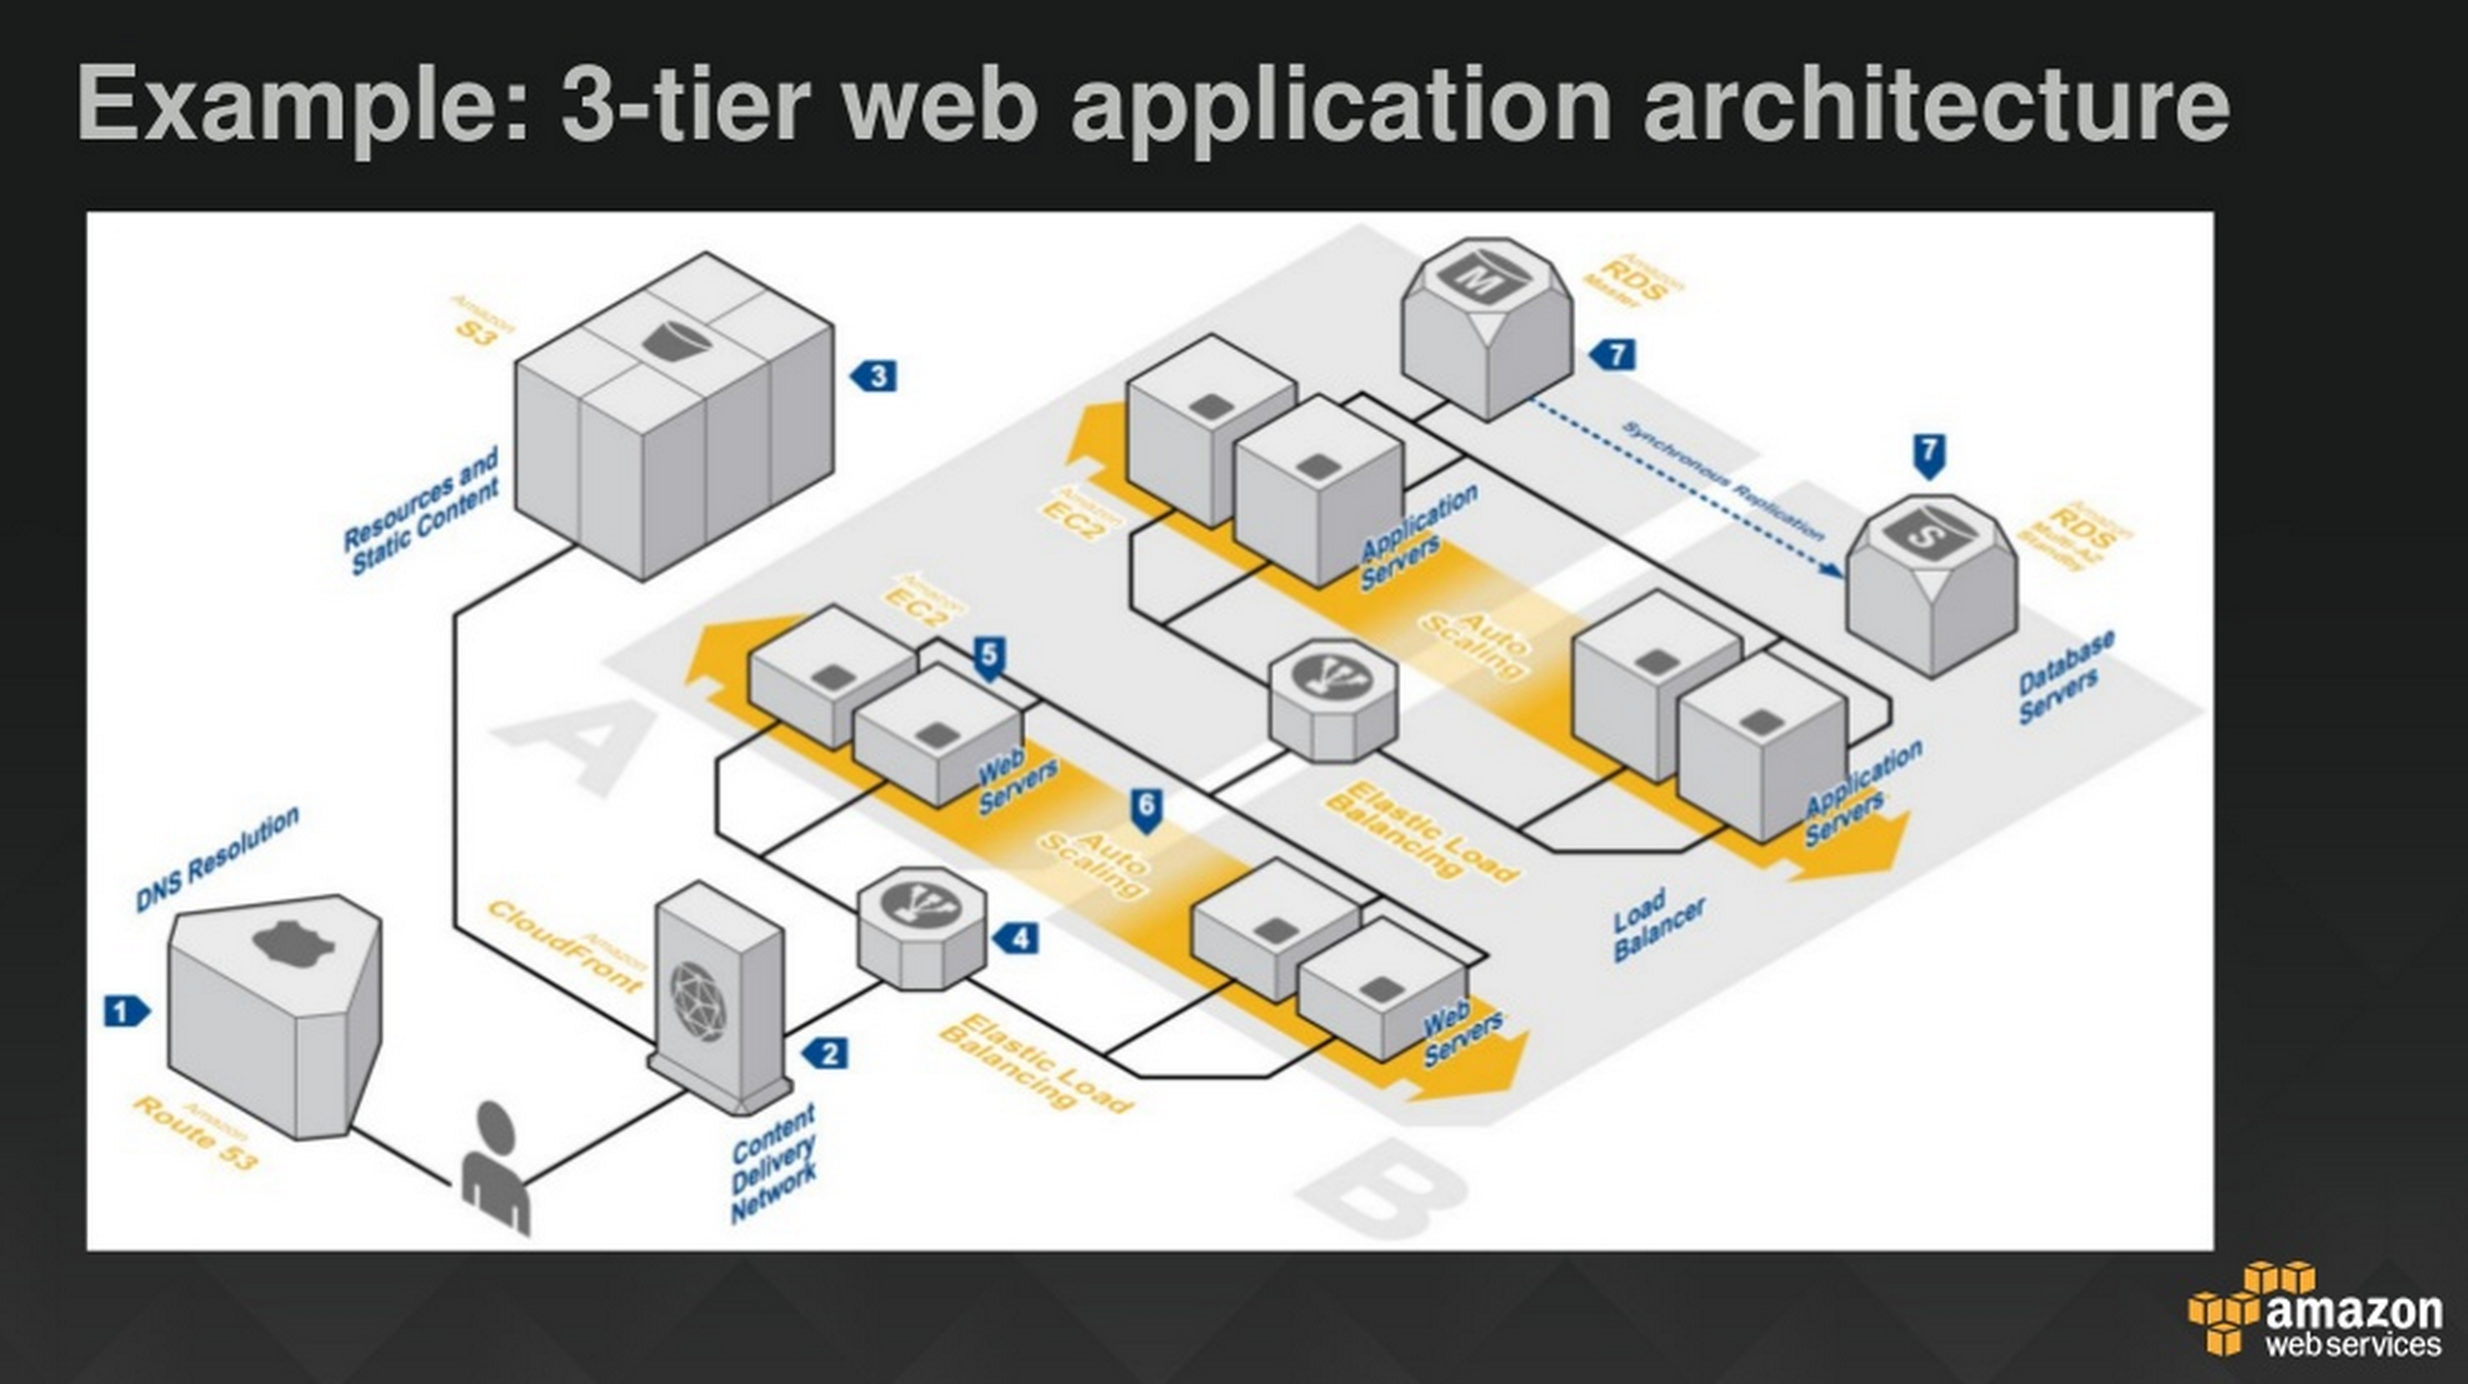 Example: 3-tier web application architecture
Amazon
S3
3
Resources and
Static Content
Amazon
RDS
Master
7
Synchronous Replication
7
Amazon
RDS
Multi-AZ
Standby
Database
Servers
Amazon
EC2
Application
Servers
Auto
Scaling
Application
Servers
Amazon
EC2
5
Web
Servers
6
Auto
Scaling
Elastic Load
Balancing
Load
Balancer
Web
Servers
A
B
DNS Resolution
1
Amazon
Route 53
Amazon
CloudFront
2
Content
Delivery
Network
4
Elastic Load
Balancing
M
S
amazon
web services